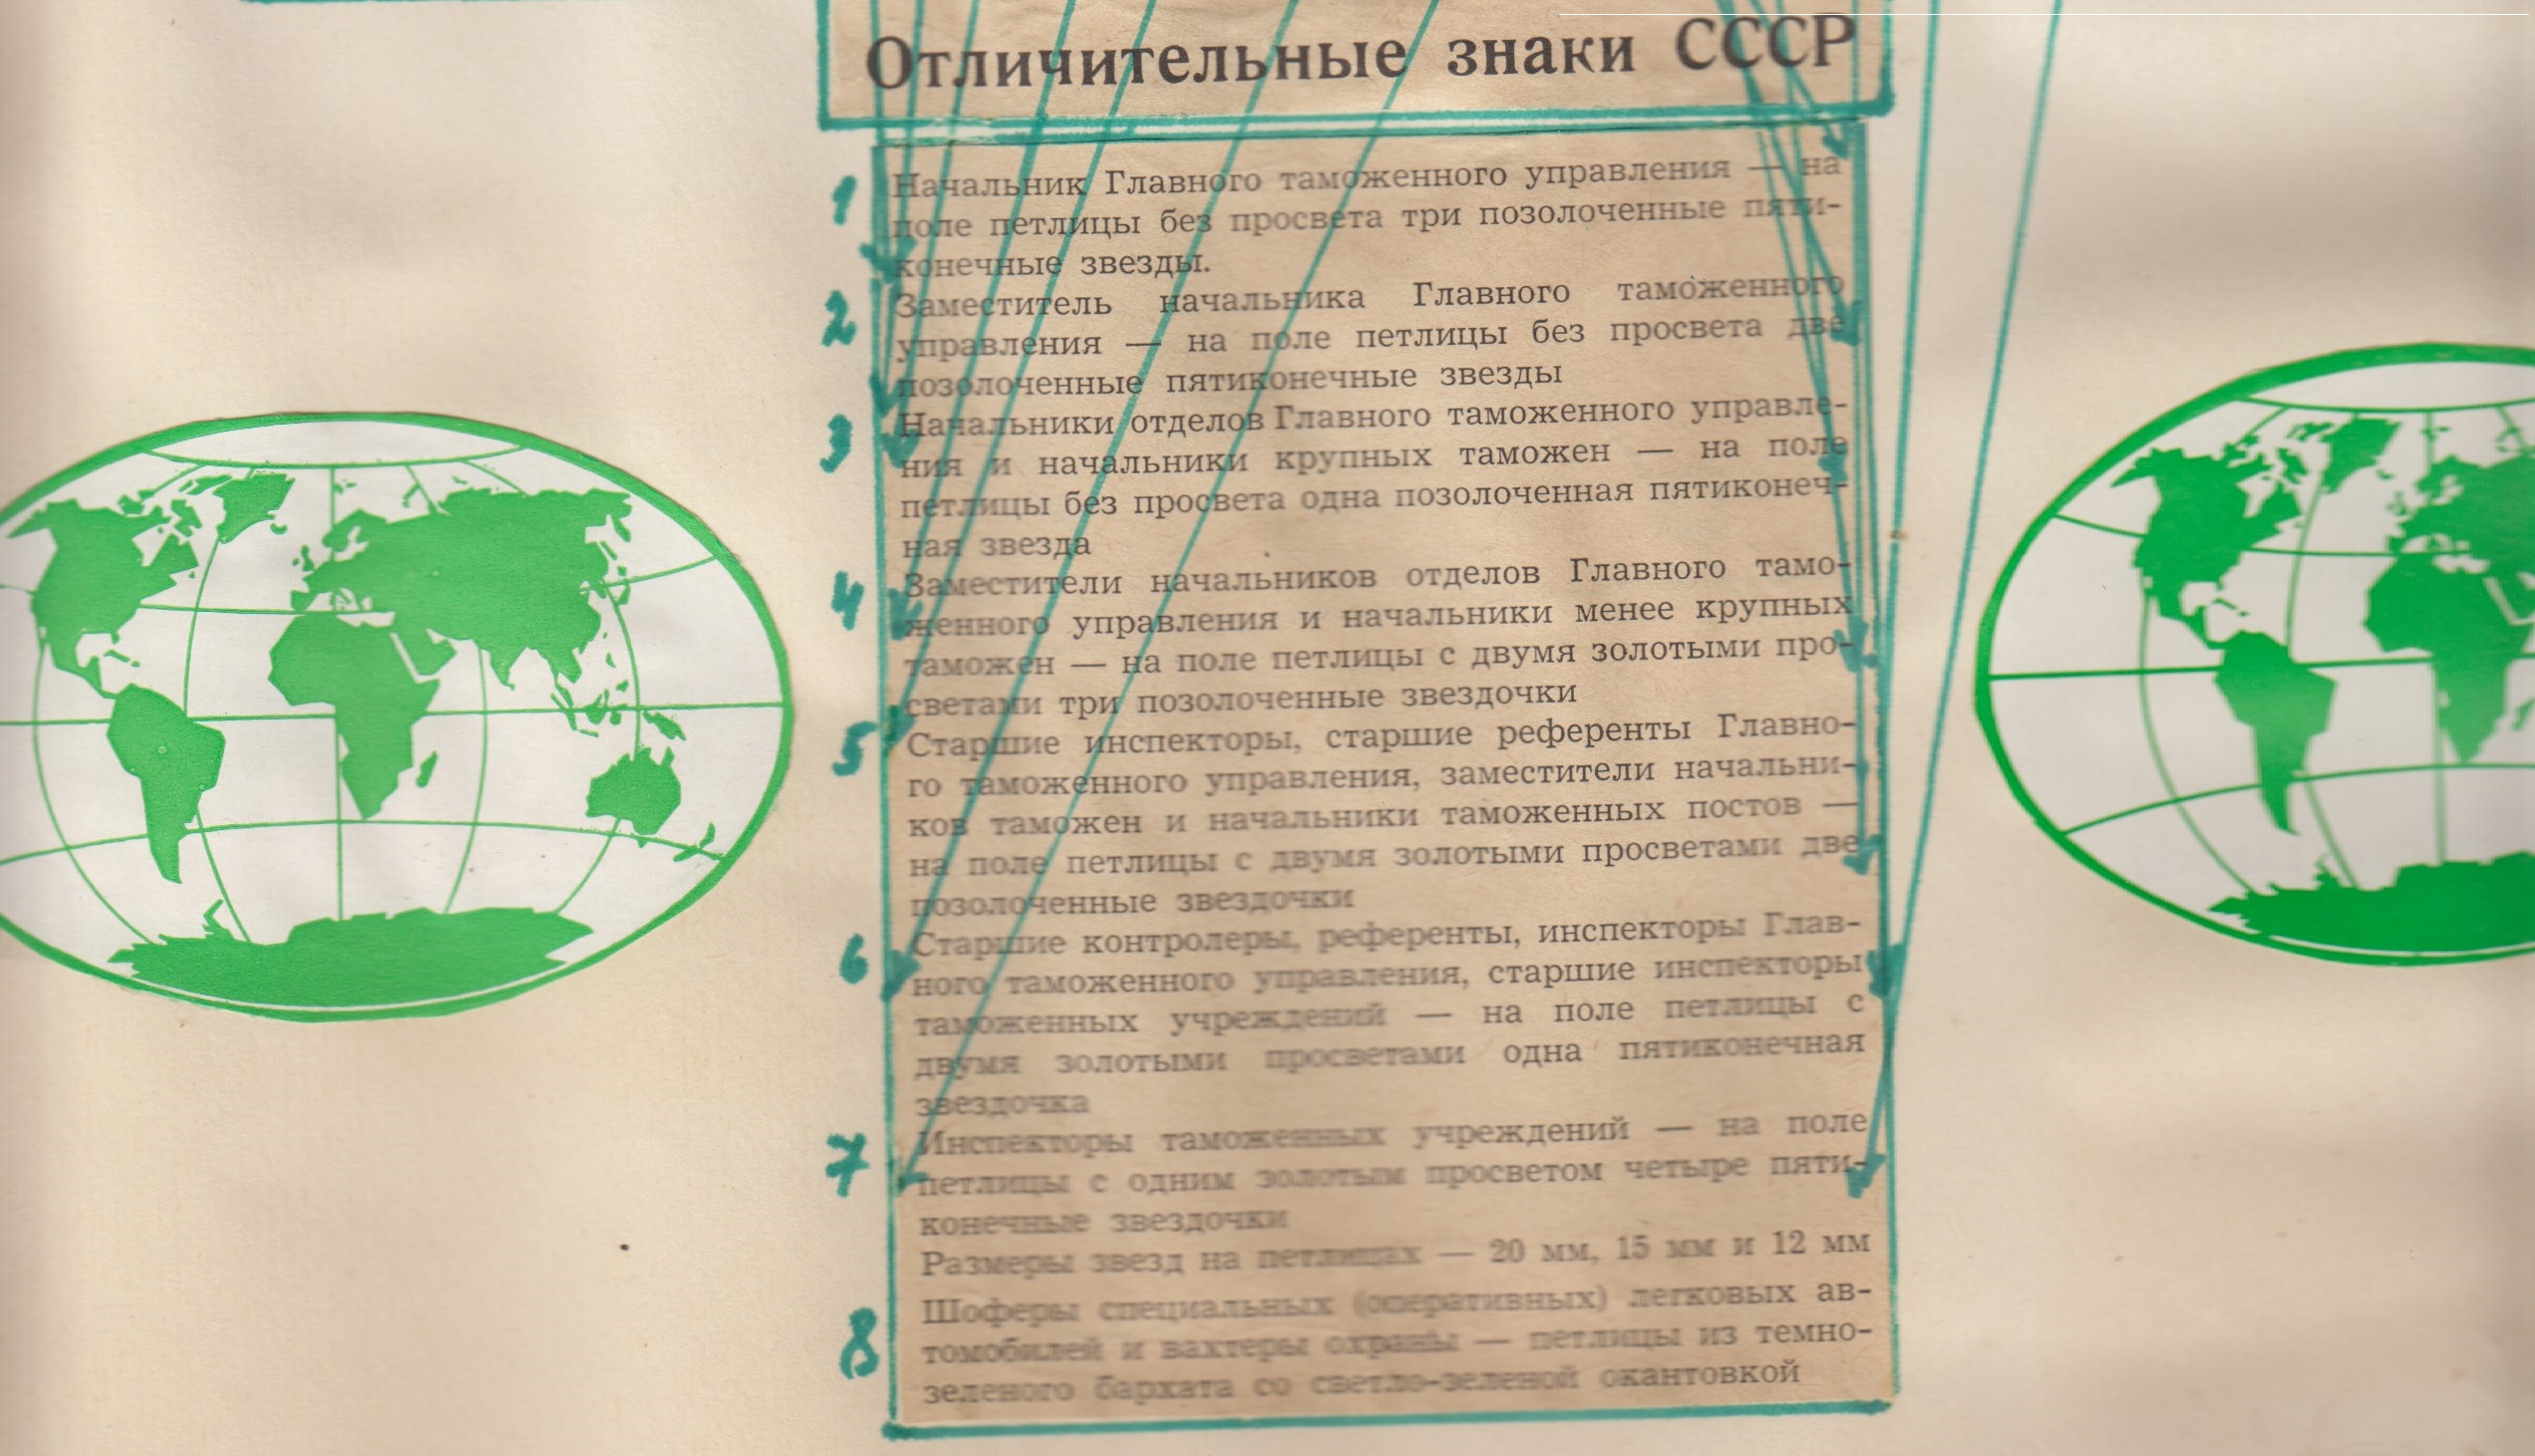 Отличительные знаки СССР
1 Начальник Главного таможенного управления — на
поле петлицы без просвета три позолоченные пяти-
конечные звезды.
2 Заместитель начальника Главного таможенного
управления — на поле петлицы без просвета две
позолоченные пятиконечные звезды
3 Начальники отделов Главного таможенного управле-
ния и начальники крупных таможен — на поле
петлицы без просвета одна позолоченная пятиконеч-
ная звезда
4 Заместители начальников отделов Главного тамо-
женного управления и начальники менее крупных
таможен — на поле петлицы с двумя золотыми про-
светами три позолоченные звездочки
5 Старшие инспекторы, старшие референты Главно-
го таможенного управления, заместители начальни-
ков таможен и начальники таможенных постов —
на поле петлицы с двумя золотыми просветами две
позолоченные звездочки
6 Старшие контролеры, референты, инспекторы Глав-
ного таможенного управления, старшие инспекторы
таможенных учреждений — на поле петлицы с
двумя золотыми просветами одна пятиконечная
звездочка
7 Инспекторы таможенных учреждений — на поле
петлицы с одним золотым просветом четыре пяти-
конечные звездочки
Размеры звезд на петлицах — 20 мм, 15 мм и 12 мм
8 Шоферы специальных (оперативных) легковых ав-
томобилей и вахтеры охраны — петлицы из темно-
зеленого бархата со светло-зеленой окантовкой